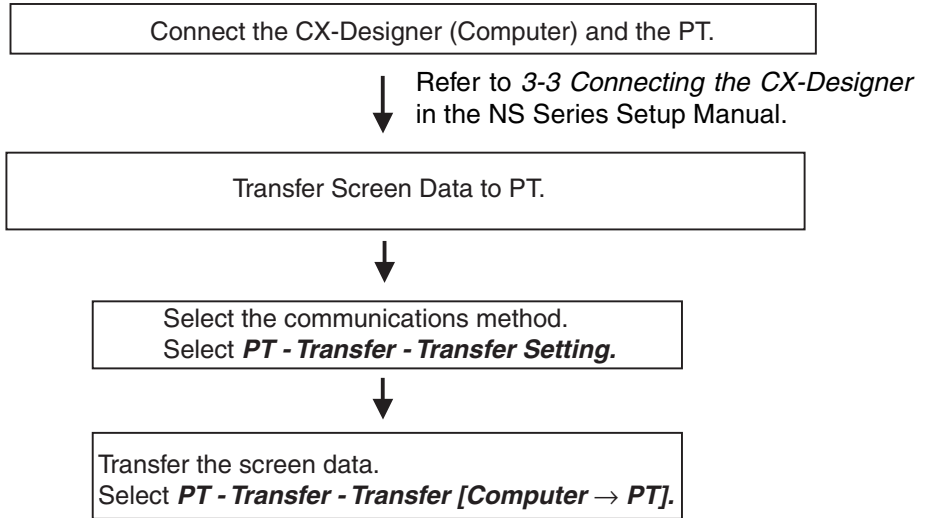 Connect the CX-Designer (Computer) and the PT.
Refer to 3-3 Connecting the CX-Designer
in the NS Series Setup Manual.
Transfer Screen Data to PT.
Select the communications method.
Select PT - Transfer - Transfer Setting.
Transfer the screen data.
Select PT - Transfer - Transfer [Computer → PT].